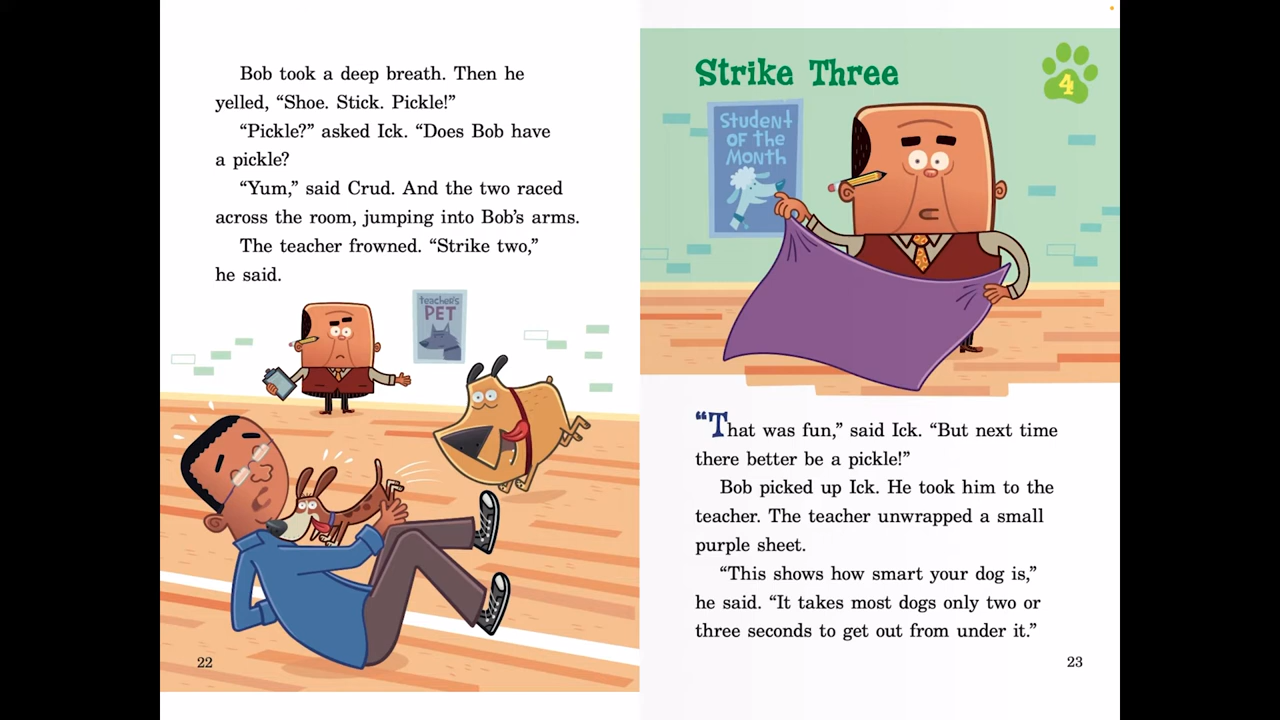 Bob took a deep breath. Then he
yelled, “Shoe. Stick. Pickle!”
“Pickle?” asked Ick. “Does Bob have
a pickle?
“Yum,” said Crud. And the two raced
across the room, jumping into Bob’s arms.
The teacher frowned. “Strike two,”
he said.
teacher's
PET
22
Strike Three
4
Student
OF THE
MONTH
“That was fun,” said Ick. “But next time
there better be a pickle!”
Bob picked up Ick. He took him to the
teacher. The teacher unwrapped a small
purple sheet.
“This shows how smart your dog is,”
he said. “It takes most dogs only two or
three seconds to get out from under it.”
23